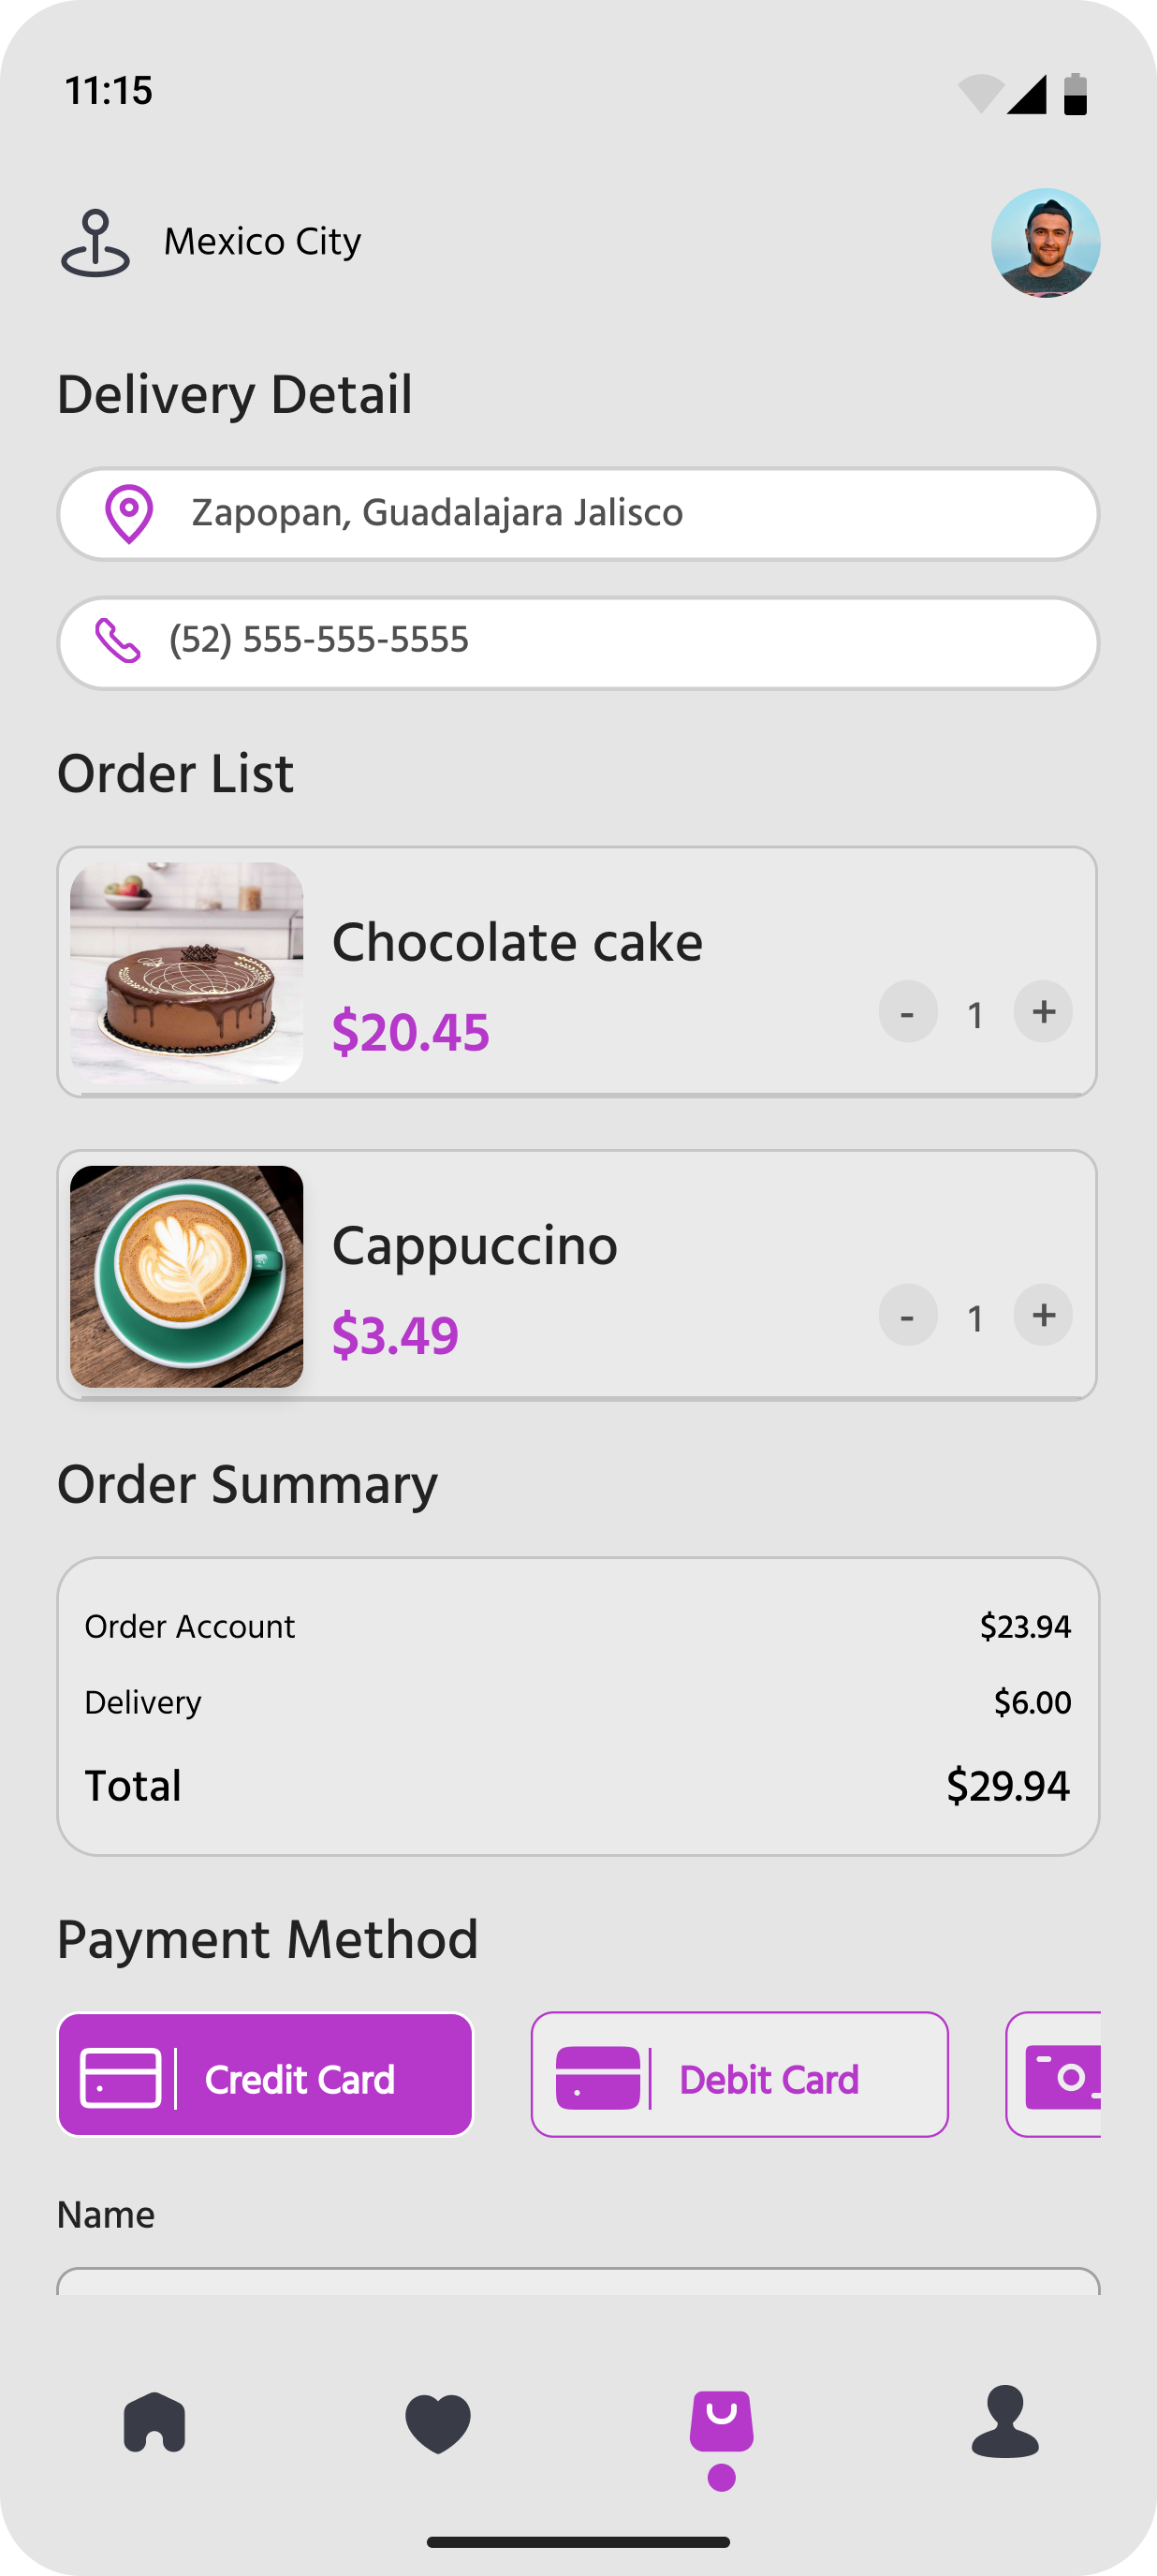 11:15
Mexico City
Delivery Detail
Zapopan, Guadalajara Jalisco
(52) 555-555-5555
Order List
Chocolate cake
$20.45
- 1 +
Cappuccino
$3.49
- 1 +
Order Summary
Order Account $23.94
Delivery $6.00
Total $29.94
Payment Method
Credit Card Debit Card
Name